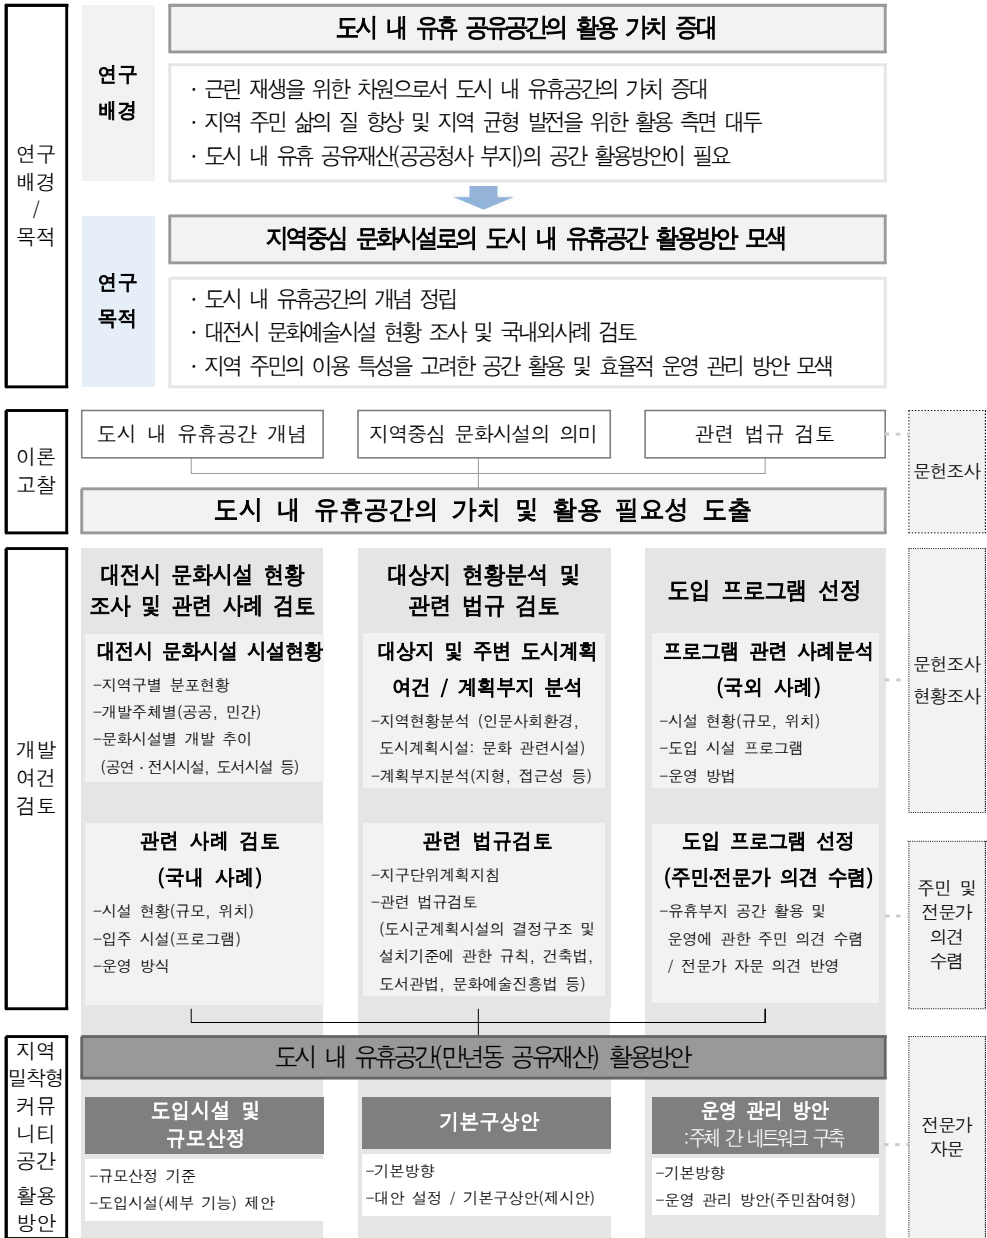 연구
배경
/
목적
연구
배경
도시 내 유휴 공유공간의 활용 가치 증대
· 근린 재생을 위한 차원으로서 도시 내 유휴공간의 가치 증대
· 지역 주민 삶의 질 향상 및 지역 균형 발전을 위한 활용 측면 대두
· 도시 내 유휴 공유재산(공공청사 부지)의 공간 활용방안이 필요
연구
목적
지역중심 문화시설로의 도시 내 유휴공간 활용방안 모색
· 도시 내 유휴공간의 개념 정립
· 대전시 문화예술시설 현황 조사 및 국내외사례 검토
· 지역 주민의 이용 특성을 고려한 공간 활용 및 효율적 운영 관리 방안 모색
이론
고찰
도시 내 유휴공간 개념
지역중심 문화시설의 의미
관련 법규 검토
도시 내 유휴공간의 가치 및 활용 필요성 도출
문헌조사
개발
여건
검토
대전시 문화시설 현황
조사 및 관련 사례 검토
대전시 문화시설 시설현황
-지역구별 분포현황
-개발주체별(공공, 민간)
-문화시설별 개발 추이
(공연·전시시설, 도서시설 등)
관련 사례 검토
(국내 사례)
-시설 현황(규모, 위치)
-입주 시설(프로그램)
-운영 방식
대상지 현황분석 및
관련 법규 검토
대상지 및 주변 도시계획
여건 / 계획부지 분석
-지역현황분석 (인문사회환경,
도시계획시설: 문화 관련시설)
-계획부지분석(지형, 접근성 등)
관련 법규검토
-지구단위계획지침
-관련 법규검토
(도시군계획시설의 결정구조 및
설치기준에 관한 규칙, 건축법,
도서관법, 문화예술진흥법 등)
도입 프로그램 선정
프로그램 관련 사례분석
(국외 사례)
-시설 현황(규모, 위치)
-도입 시설 프로그램
-운영 방법
도입 프로그램 선정
(주민·전문가 의견 수렴)
-유휴부지 공간 활용 및
운영에 관한 주민 의견 수렴
/ 전문가 자문 의견 반영
문헌조사
현황조사
주민 및
전문가
의견
수렴
지역
밀착형
커뮤
니티
공간
활용
방안
도시 내 유휴공간(만년동 공유재산) 활용방안
도입시설 및
규모산정
-규모산정 기준
-도입시설(세부 기능) 제안
기본구상안
-기본방향
-대안 설정 / 기본구상안(제시안)
운영 관리 방안
:주체 간 네트워크 구축
-기본방향
-운영 관리 방안(주민참여형)
전문가
자문